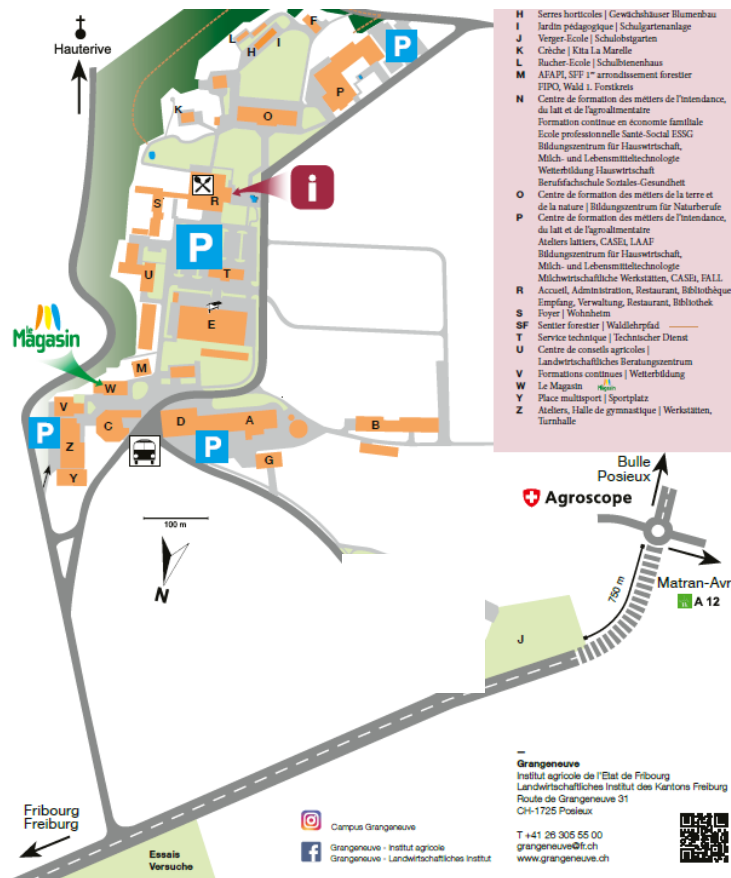 Hauterive
L
H
I
F
P
P
K
O
i
R
S
P
U
T
E
le
Magasin
M
W
V
C
D
A
B
P
P
Z
G
Y
100 m
N
H Serres horticoles | Gewächshäuser Blumenbau
I Jardin pédagogique | Schulgartenanlage
J Verger-Ecole | Schulobstgarten
K Crèche | Kita La Marelle
L Rucher-Ecole | Schulbienenhaus
M AFAPI, SFF 1er arrondissement forestier
FIPO, Wald 1. Forstkreis
N Centre de formation des métiers de l'intendance,
du lait et de l'agroalimentaire
Formation continue en économie familiale
Ecole professionnelle Santé-Social ESSG
Bildungszentrum für Hauswirtschaft,
Milch- und Lebensmitteltechnologie
Weiterbildung Hauswirtschaft
Berufsfachschule Soziales-Gesundheit
O Centre de formation des métiers de la terre et
de la nature | Bildungszentrum für Naturberufe
P Centre de formation des métiers de l'intendance,
du lait et de l'agroalimentaire
Ateliers laitiers, CASEi, LAAF
Bildungszentrum für Hauswirtschaft,
Milch- und Lebensmitteltechnologie
Milchwirtschaftliche Werkstätten, CASEi, FALL
R Accueil, Administration, Restaurant, Bibliothèque
Empfang, Verwaltung, Restaurant, Bibliothek
S Foyer | Wohnheim
SF Sentier forestier | Waldlehrpfad
T Service technique | Technischer Dienst
U Centre de conseils agricoles |
Landwirtschaftliches Beratungszentrum
V Formations continues | Weiterbildung
W Le Magasin
Y Place multisport | Sportplatz
Z Ateliers, Halle de gymnastique | Werkstätten,
Turnhalle
Bulle
Posieux
Agroscope
750 m
Matran-Avr
A 12
J
Fribourg
Freiburg
Essais
Versuche
Campus Grangeneuve
Grangeneuve - Institut agricole
Grangeneuve - Landwirtschaftliches Institut
Grangeneuve
Institut agricole de l'Etat de Fribourg
Landwirtschaftliches Institut des Kantons Freiburg
Route de Grangeneuve 31
CH-1725 Posieux
T +41 26 305 55 00
grangeneuve@fr.ch
www.grangeneuve.ch